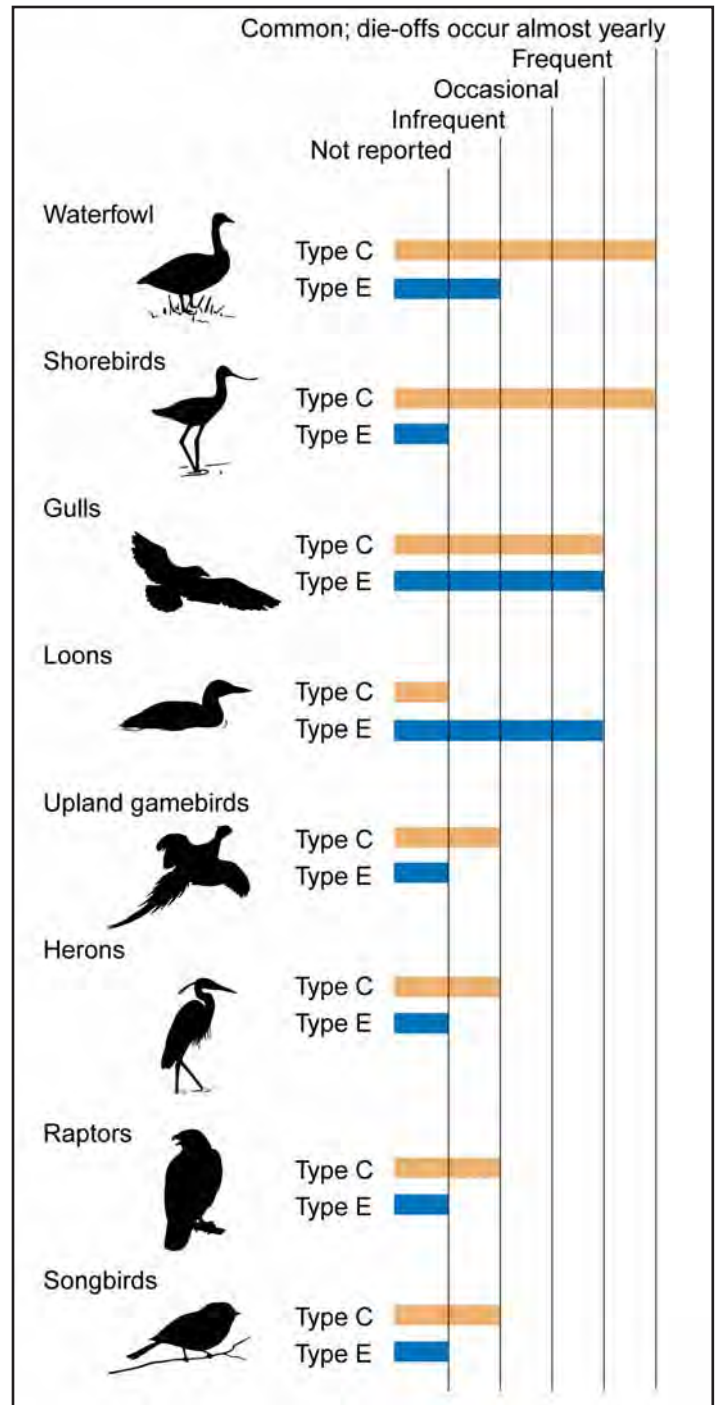 Common; die-offs occur almost yearly
Frequent
Occasional
Infrequent
Not reported
Waterfowl
Type C
Type E
Shorebirds
Type C
Type E
Gulls
Type C
Type E
Loons
Type C
Type E
Upland gamebirds
Type C
Type E
Herons
Type C
Type E
Raptors
Type C
Type E
Songbirds
Type C
Type E